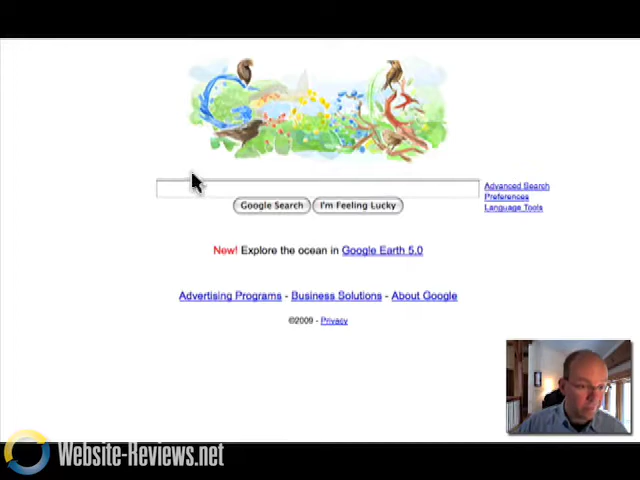 Advanced Search
Preferences
Language Tools
Google Search I'm Feeling Lucky
New! Explore the ocean in Google Earth 5.0
Advertising Programs - Business Solutions - About Google
©2009 - Privacy
Website-Reviews.net